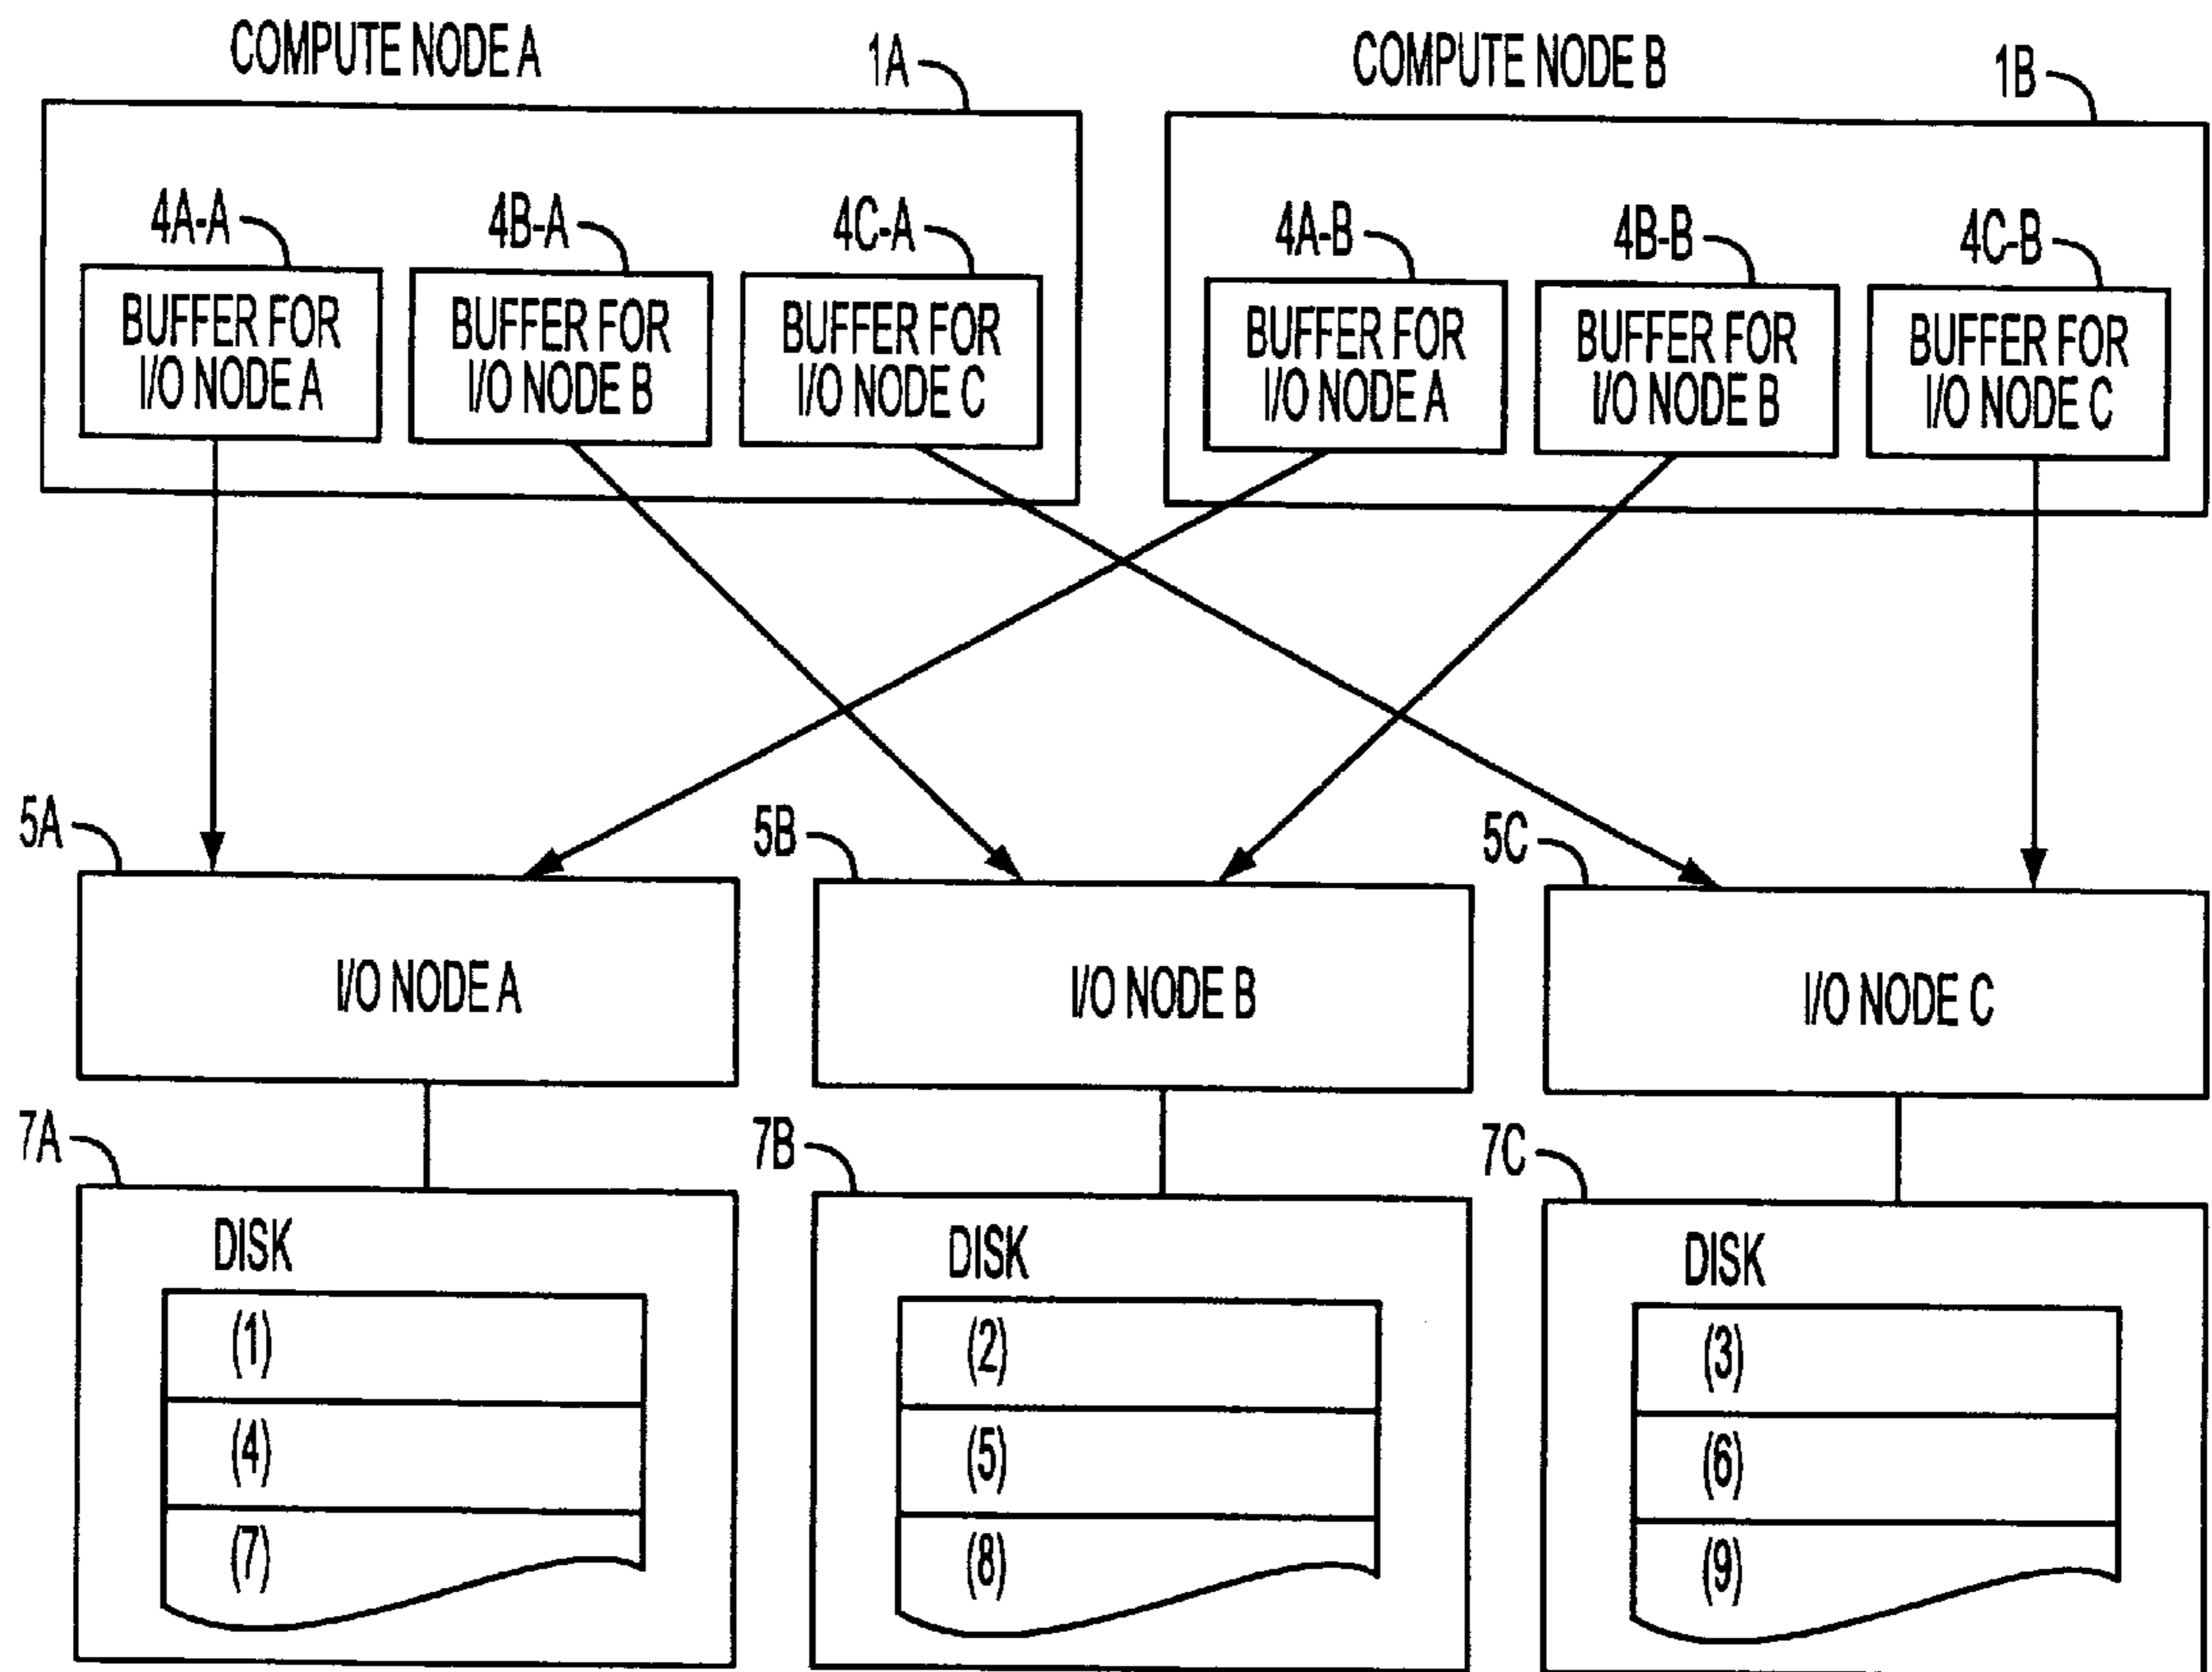 COMPUTE NODE A
1A
COMPUTE NODE B
1B
4A-A
4B-A
4C-A
4A-B
4B-B
4C-B
BUFFER FOR
I/O NODE A
BUFFER FOR
I/O NODE B
BUFFER FOR
I/O NODE C
BUFFER FOR
I/O NODE A
BUFFER FOR
I/O NODE B
BUFFER FOR
I/O NODE C
5A
5B
5C
I/O NODE A
I/O NODE B
I/O NODE C
7A
7B
7C
DISK
(1)
(4)
(7)
DISK
(2)
(5)
(8)
DISK
(3)
(6)
(9)